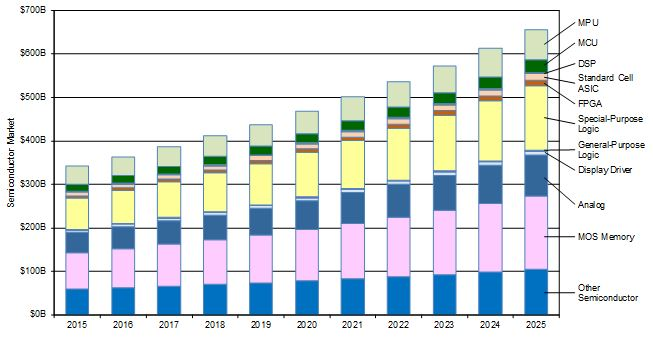 $700B
$600B
$500B
$400B
$300B
$200B
$100B
$0B
Semiconductor Market
2015 2016 2017 2018 2019 2020 2021 2022 2023 2024 2025
MPU
MCU
DSP
Standard Cell
ASIC
FPGA
Special-Purpose
Logic
General-Purpose
Logic
Display Driver
Analog
MOS Memory
Other
Semiconductor